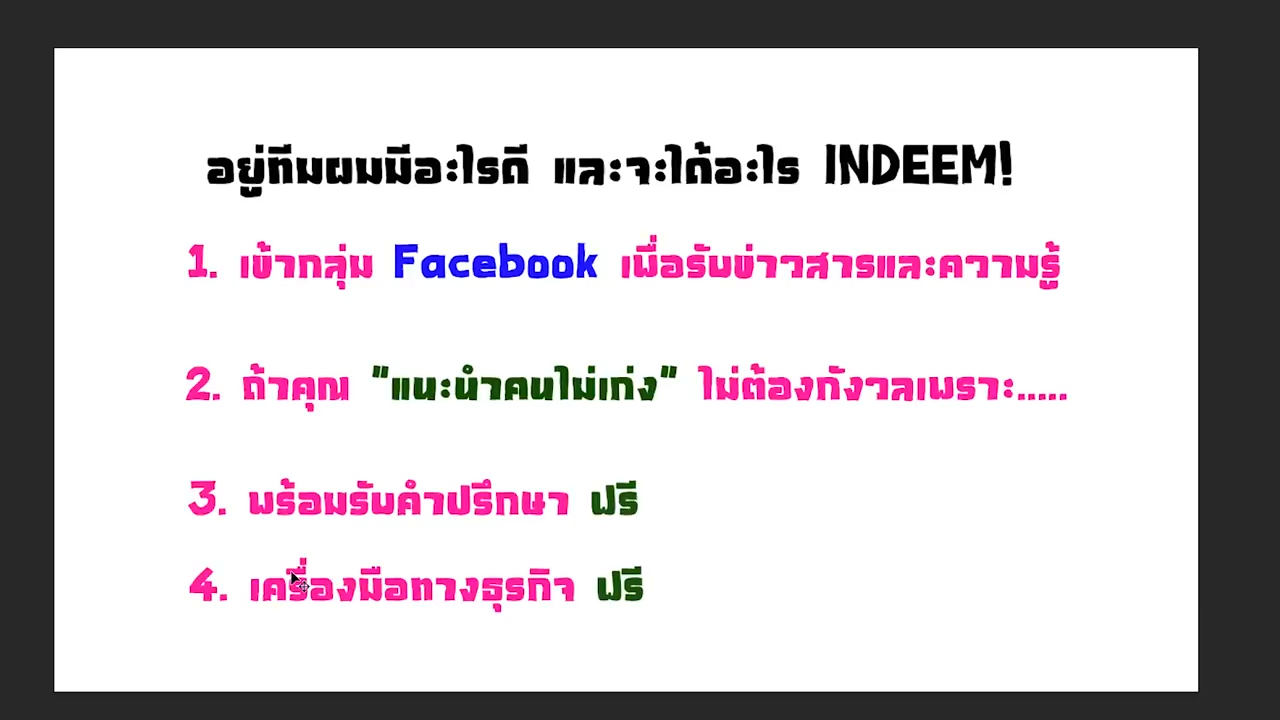 อยู่ทีมผมมีอะไรดี และจะได้อะไร INDEEM!
1. เข้ากลุ่ม Facebook เพื่อรับข่าวสารและความรู้
2. ถ้าคุณ "แนะนำคนไม่เก่ง" ไม่ต้องกังวลเพราะ.....
3. พร้อมรับคำปรึกษา ฟรี
4. เครื่องมือทางธุรกิจ ฟรี